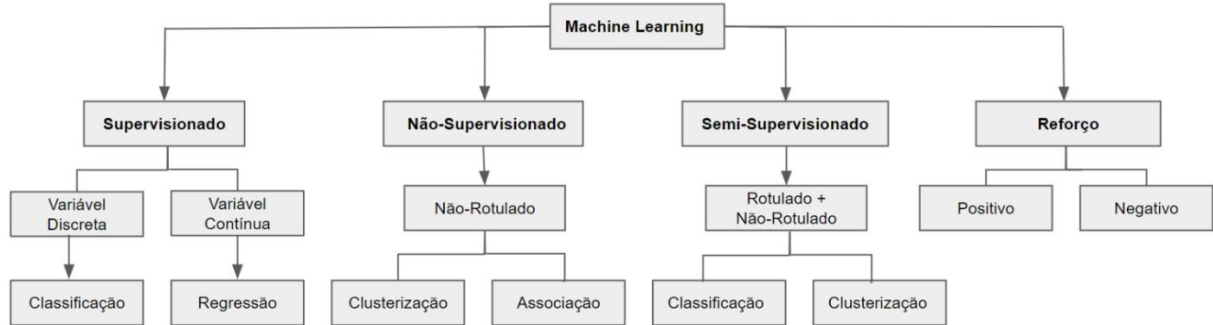 Machine Learning
Supervisionado
Não-Supervisionado
Semi-Supervisionado
Reforço
Variável
Discreta
Variável
Contínua
Não-Rotulado
Rotulado +
Não-Rotulado
Positivo
Negativo
Classificação
Regressão
Clusterização
Associação
Classificação
Clusterização